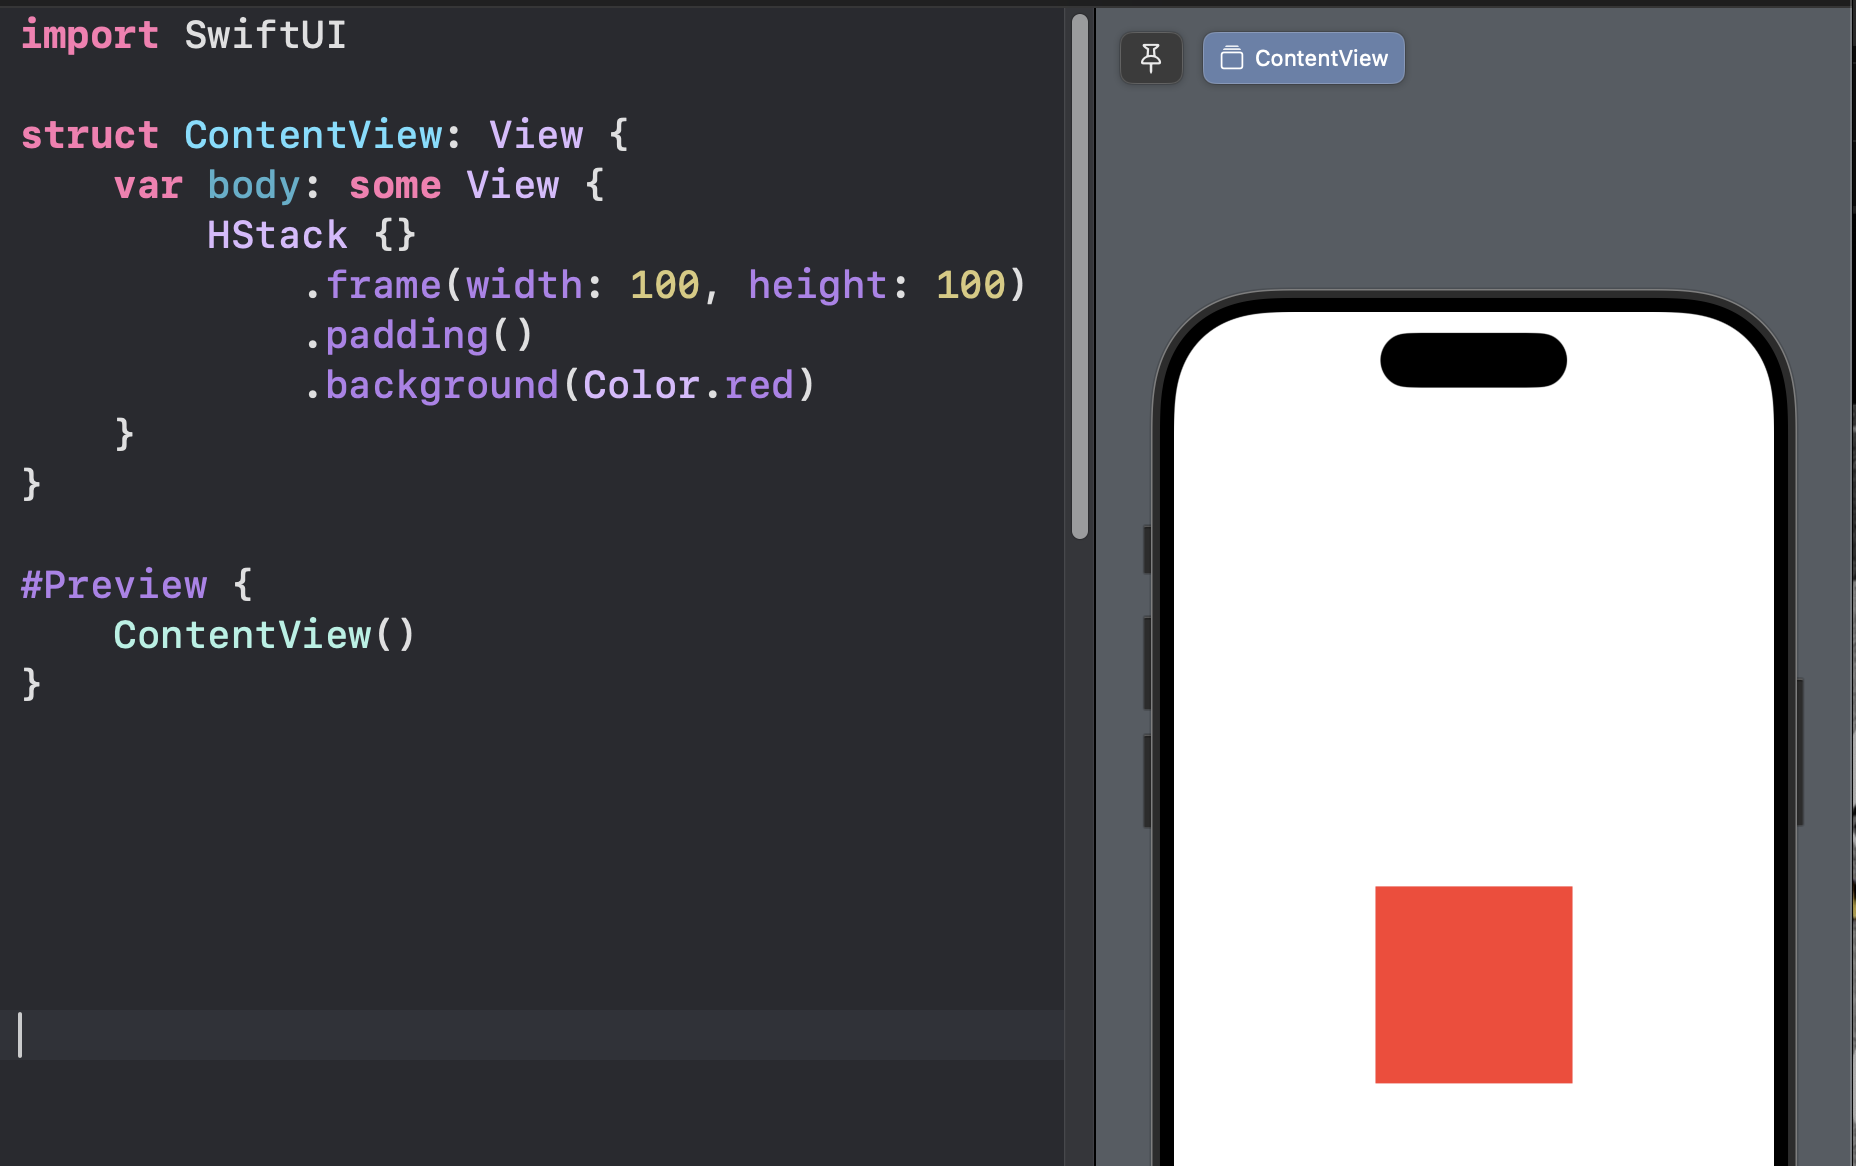 import SwiftUI
struct ContentView: View {
    var body: some View {
        HStack {}
            .frame(width: 100, height: 100)
            .padding()
            .background(Color.red)
    }
}
#Preview {
    ContentView()
}
ContentView